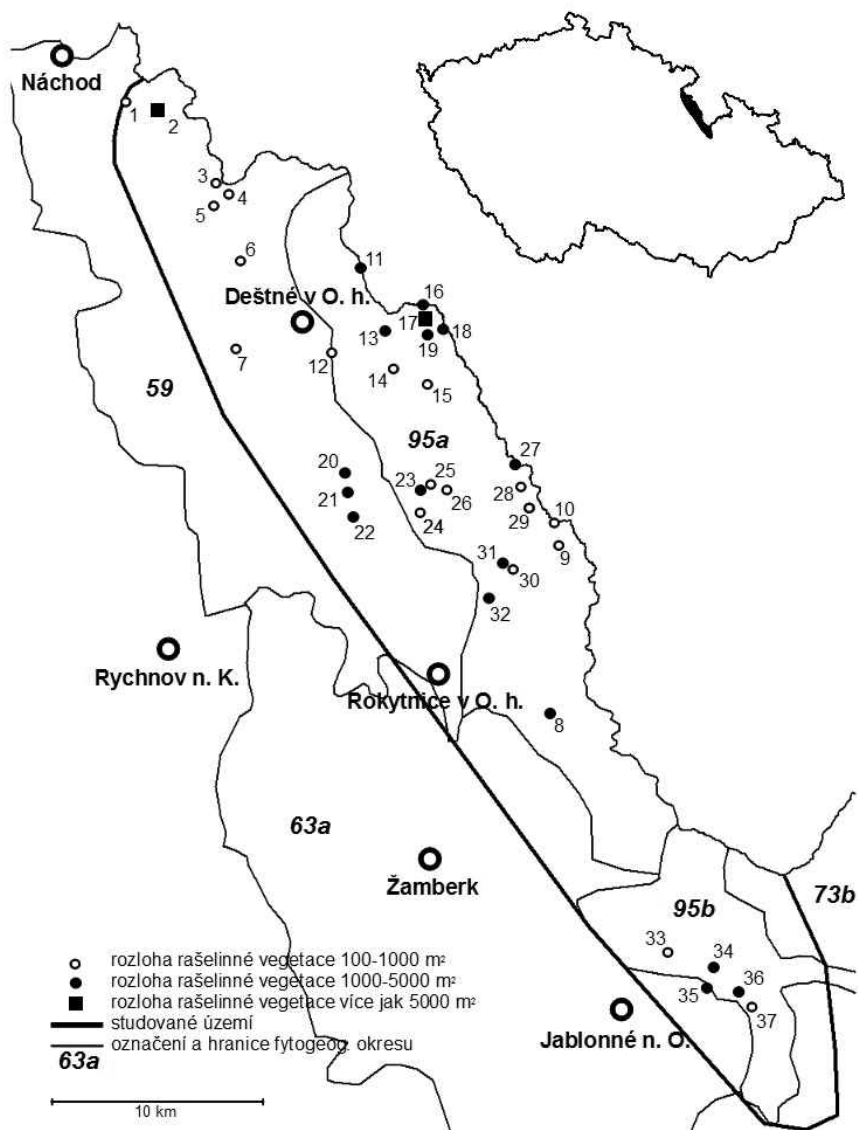 Náchod
1
2
3
4
5
6
11
Deštné v O. h.
16
17
18
13
19
7
12
14
15
59
95a
20
27
23
25
28
21
26
22
24
29
10
9
31
30
32
Rychnov n. K.
Rokytnice v O. h.
8
63a
Žamberk
73b
95b
33
34
35
36
37
Jablonné n. O.
rozloha rašelinné vegetace 100-1000 m²
rozloha rašelinné vegetace 1000-5000 m²
rozloha rašelinné vegetace více jak 5000 m²
studované území
označení a hranice fytogeog. okresu
63a
10 km